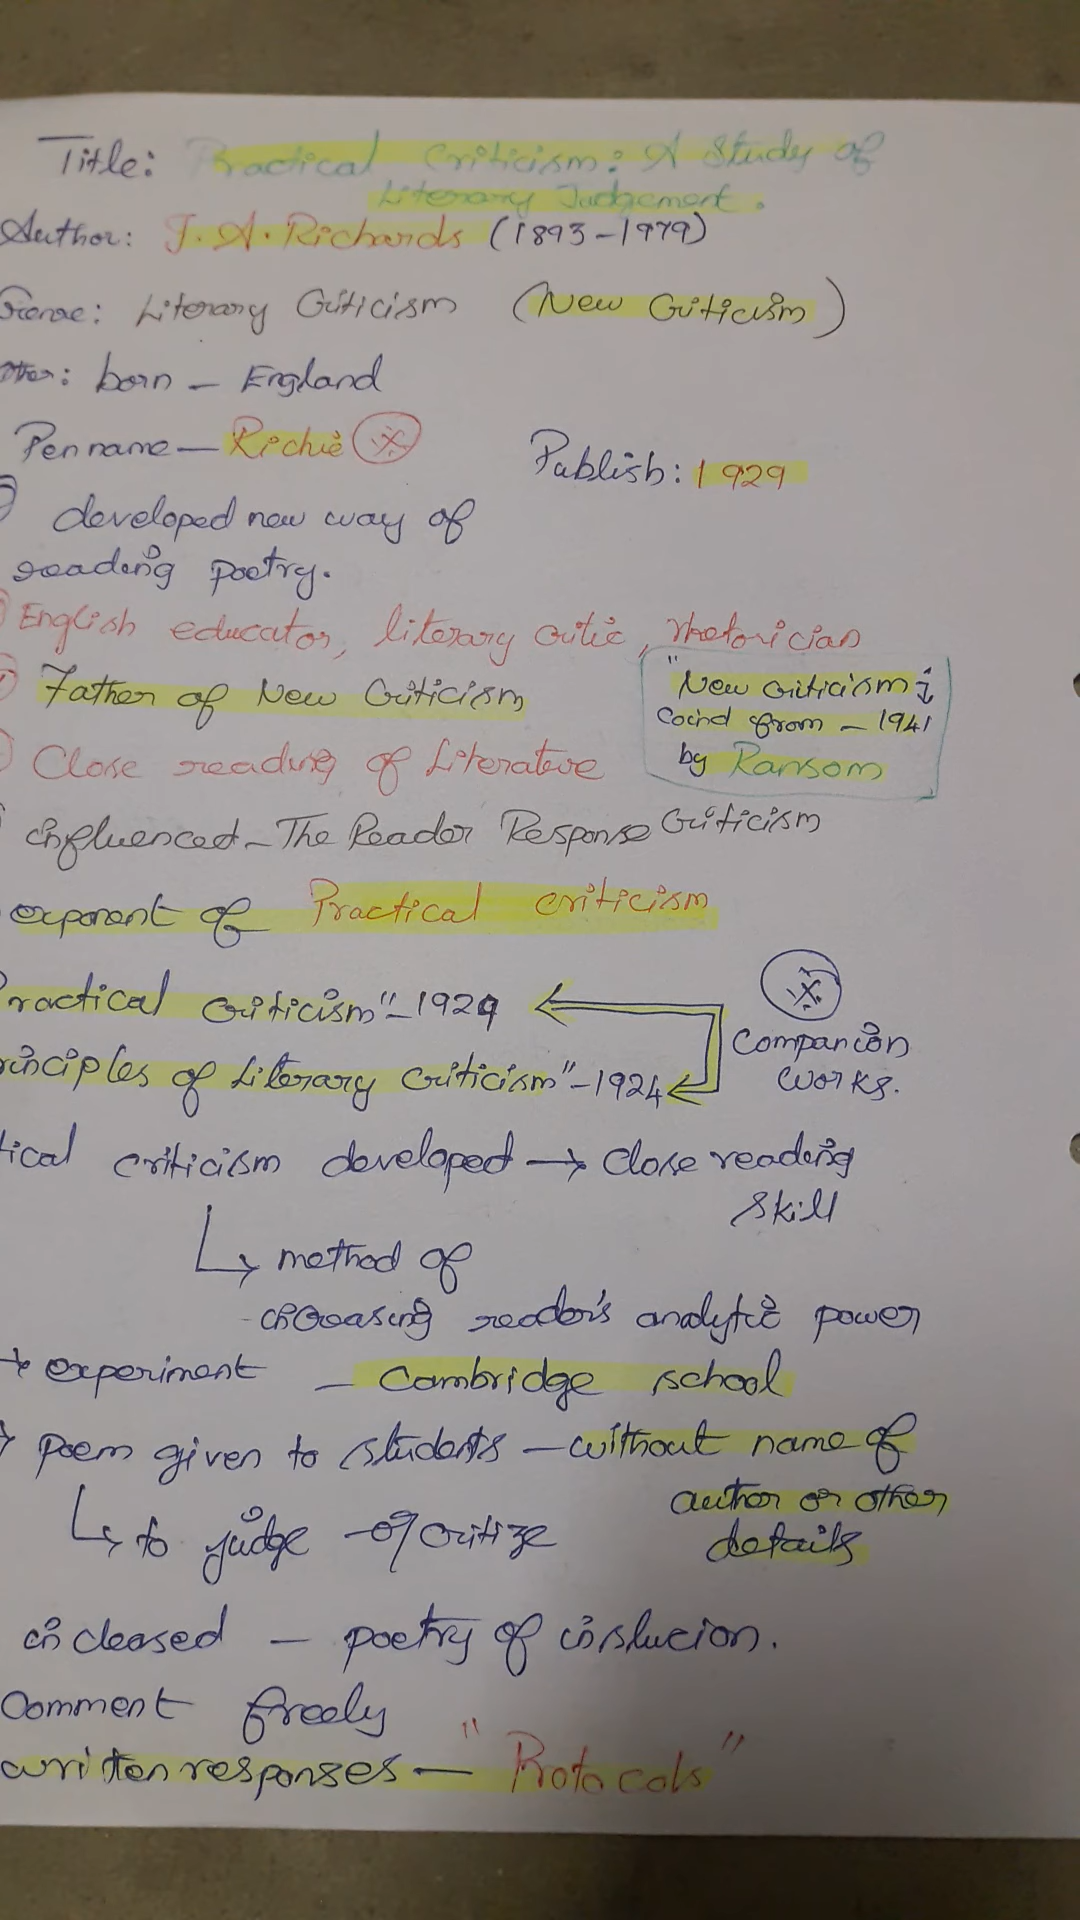 Title: Practical Criticism: A Study of
Literary Judgement.
Author: I. A. Richards (1893-1979)
Genre: Literary Criticism (New Criticism)
born - England
Pen name - Richie
Publish: 1929
developed new way of
reading poetry.
English educator, literary critic, rhetorician
Father of New Criticism
"New criticism"
coind from - 1941
by Ransom
Close reading of Literature
influenced - The Reader Response Criticism
exponent of Practical criticism
Practical criticism" - 1929
rinciples of Literary Criticism" - 1924
Companion
works.
tical criticism developed → close reading
skill
↳ method of
increasing reader's analytic power
→ experiment - Cambridge school
→ poem given to students - without name of
author or other
details
↳ to judge or critize
poetry of
Comment freely
written responses - "Protocols"